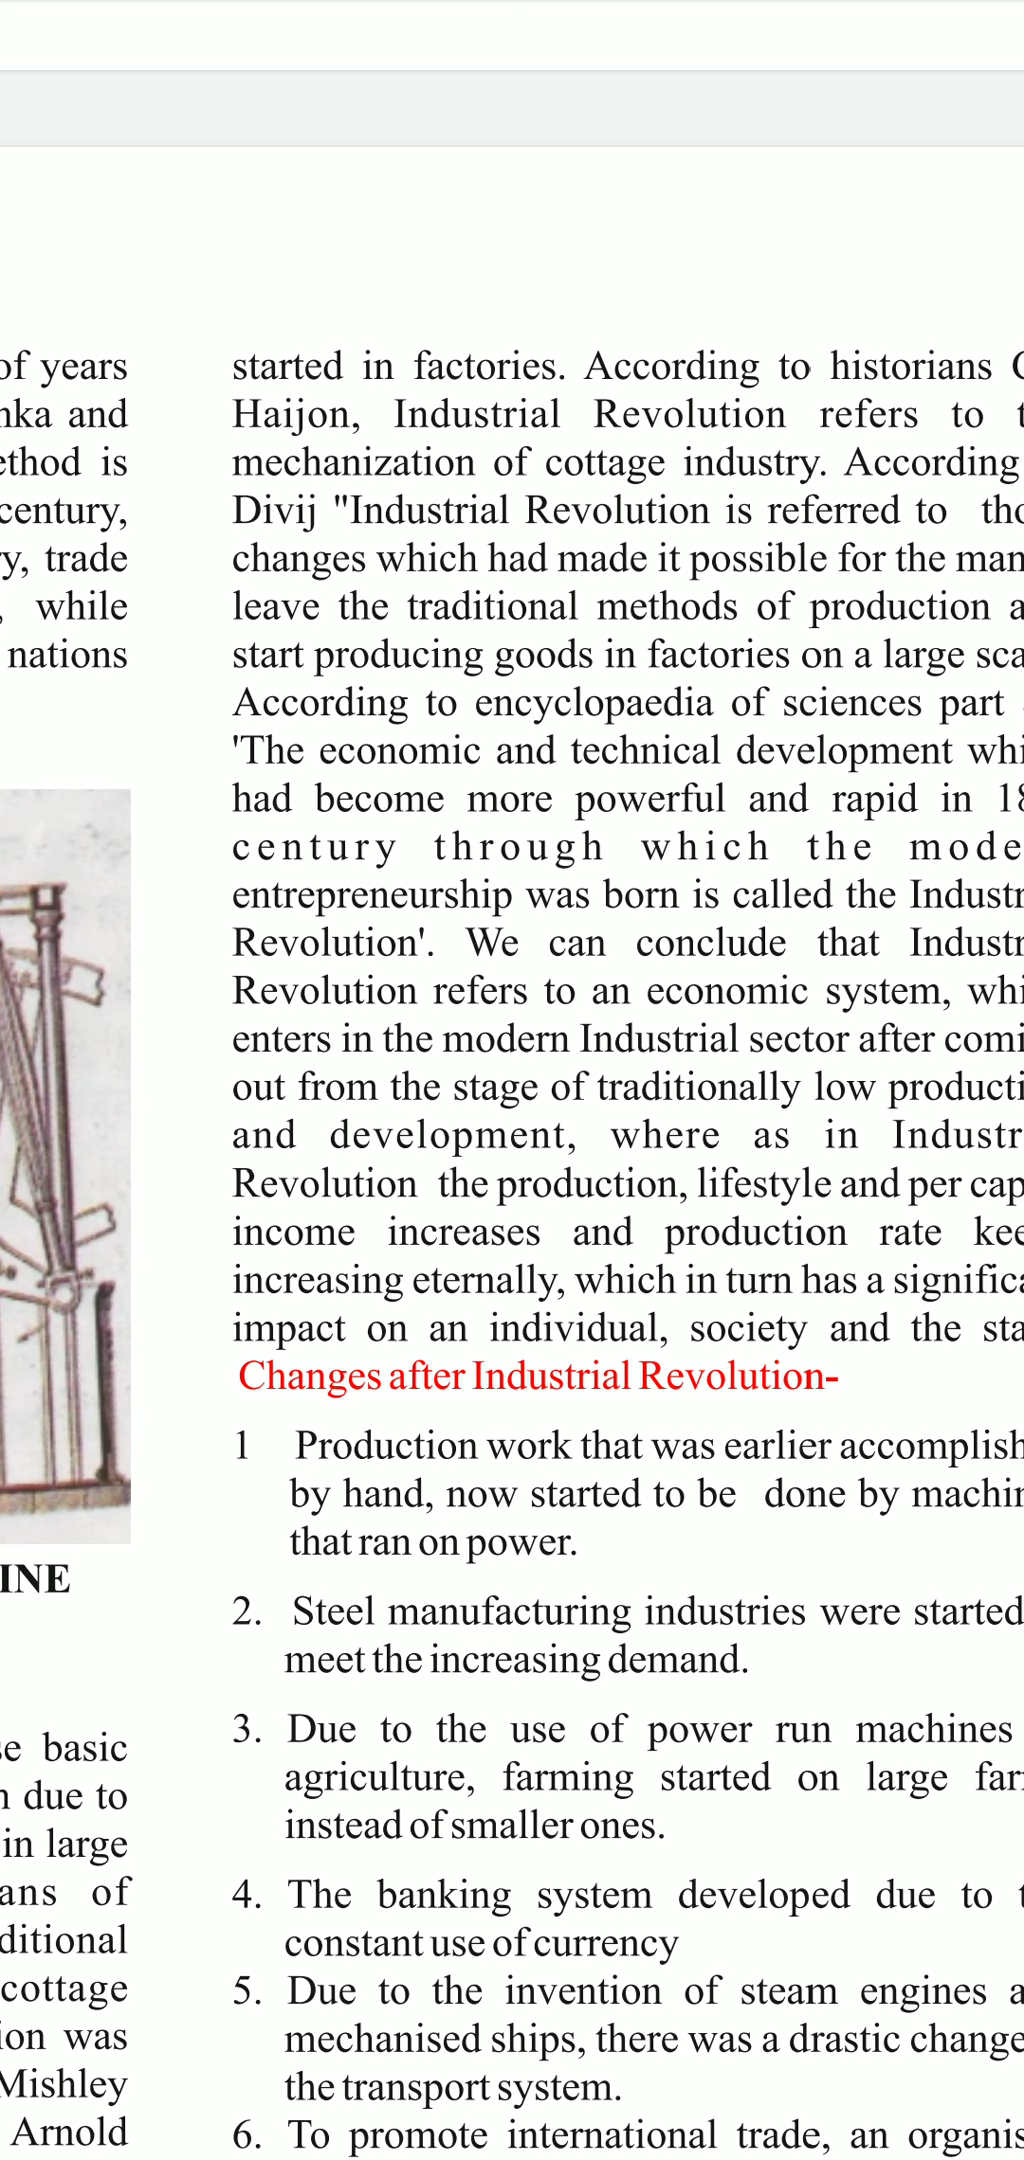 of years
and
is
century,
trade
while
nations
INE
basic
due to
in large
of
cottage
was
Mishley
Arnold
started in factories. According to historians
Haijon, Industrial Revolution refers to
mechanization of cottage industry. According
Divij "Industrial Revolution is referred to
changes which had made it possible for the man
leave the traditional methods of production
start producing goods in factories on a large
According to encyclopaedia of sciences part
'The economic and technical development
had become more powerful and rapid in
century through which the
entrepreneurship was born is called the
Revolution'. We can conclude that
Revolution refers to an economic system,
enters in the modern Industrial sector after
out from the stage of traditionally low
and development, where as in
Revolution the production, lifestyle and per
income increases and production rate
increasing eternally, which in turn has a
impact on an individual, society and the
Changes after Industrial Revolution-
1 Production work that was earlier
by hand, now started to be done by
that ran on power.
2. Steel manufacturing industries were started
meet the increasing demand.
3. Due to the use of power run machines
agriculture, farming started on large
instead of smaller ones.
4. The banking system developed due to
constant use of currency
5. Due to the invention of steam engines
mechanised ships, there was a drastic change
the transport system.
6. To promote international trade, an